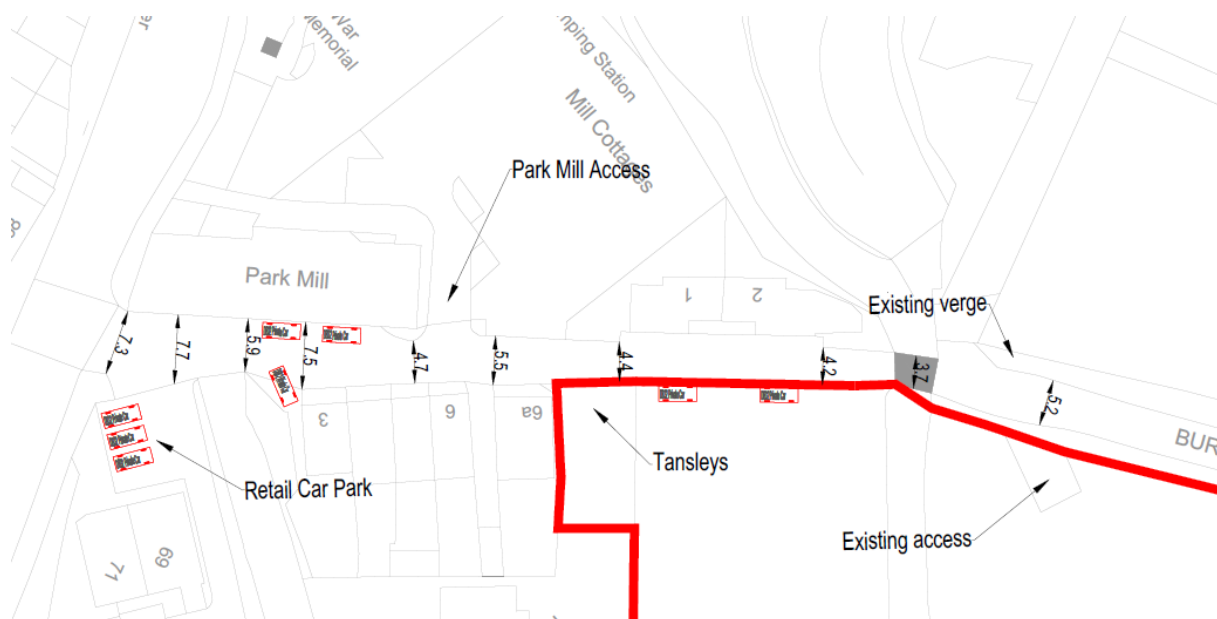 War
Memorial
mping Station
Mill Cottages
Park Mill Access
Park Mill
1
2
Existing verge
7.3
7.7
5.9
7.5
4.7
5.5
4.4
4.2
3.7
5.2
BUR
3
6
6a
Tansleys
Retail Car Park
Existing access
71
69